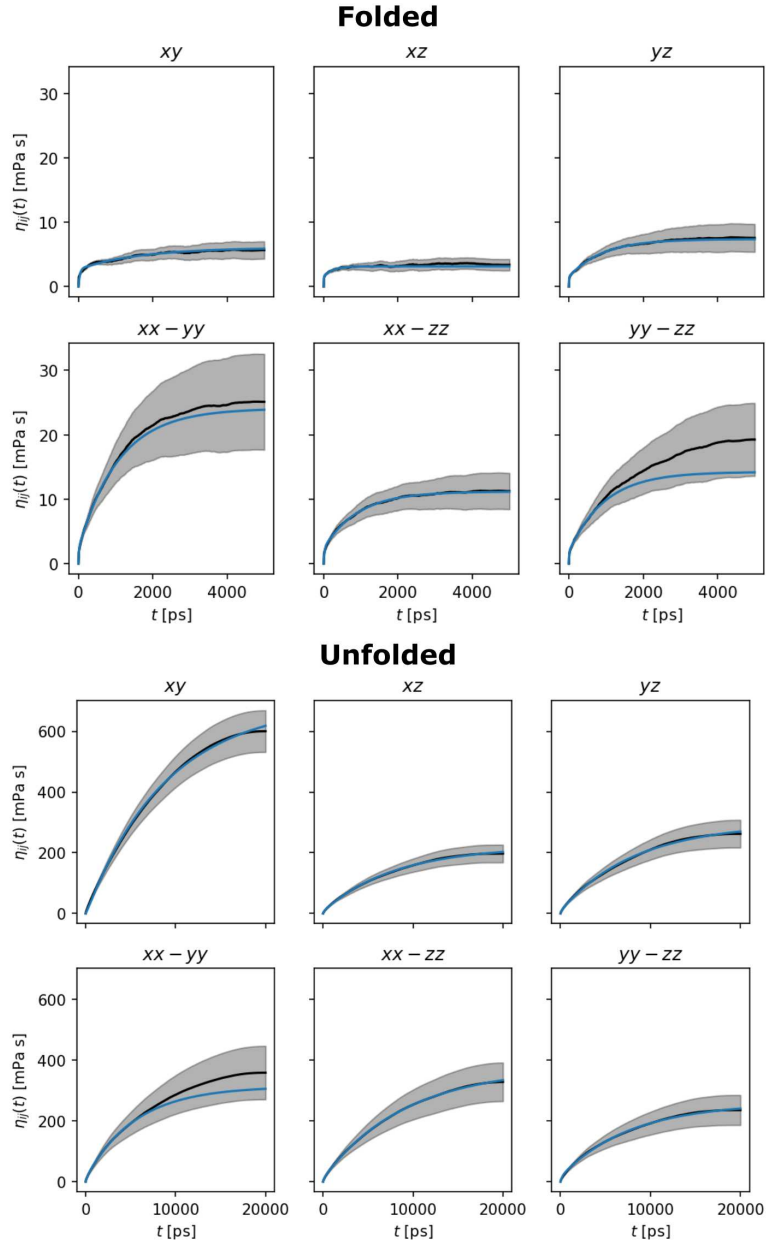 Folded
xy xz yz
30
20
10
0
η_ij(t) [mPa s]
xx − yy xx − zz yy − zz
30
20
10
0
η_ij(t) [mPa s]
0 2000 4000 0 2000 4000 0 2000 4000
t [ps] t [ps] t [ps]
Unfolded
xy xz yz
600
400
200
0
η_ij(t) [mPa s]
xx − yy xx − zz yy − zz
600
400
200
0
η_ij(t) [mPa s]
0 10000 20000 0 10000 20000 0 10000 20000
t [ps] t [ps] t [ps]